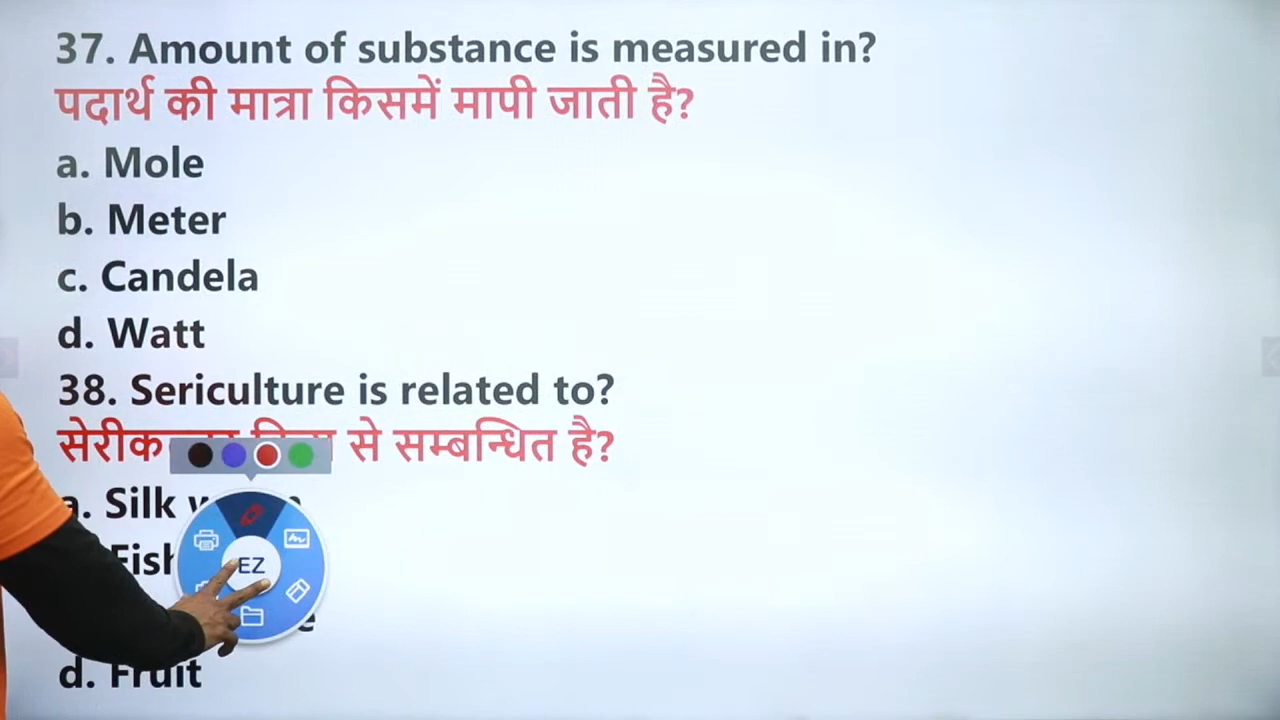 37. Amount of substance is measured in?
पदार्थ की मात्रा किसमें मापी जाती है?
a. Mole
b. Meter
c. Candela
d. Watt
38. Sericulture is related to?
से सम्बन्धित है?
a. Silk
EZ
d. Fruit